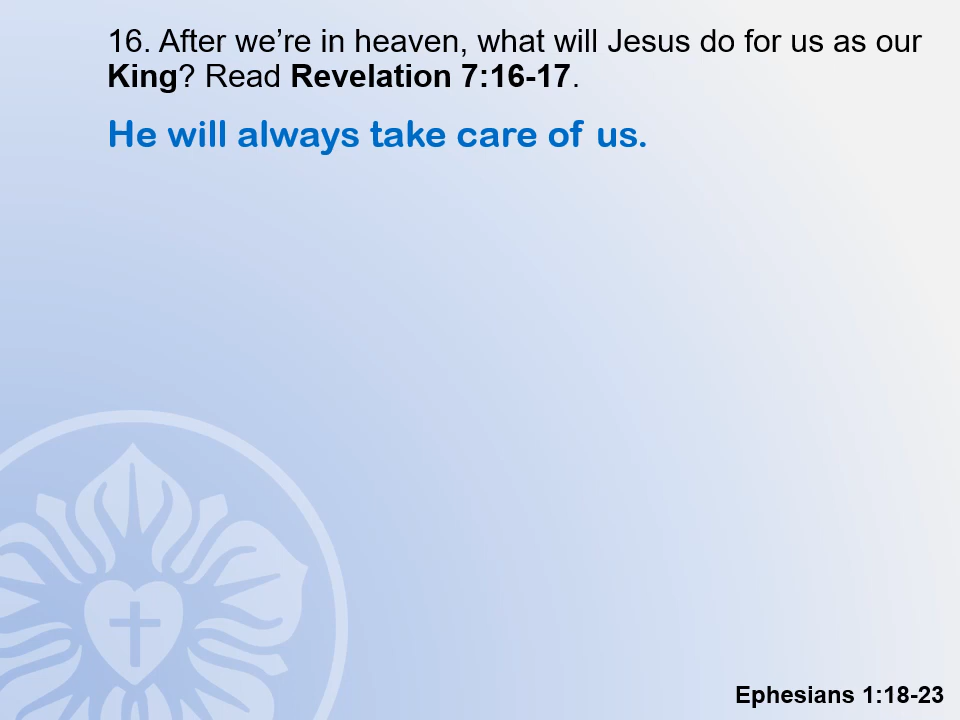 16. After we’re in heaven, what will Jesus do for us as our
King? Read Revelation 7:16-17.
He will always take care of us.
Ephesians 1:18-23